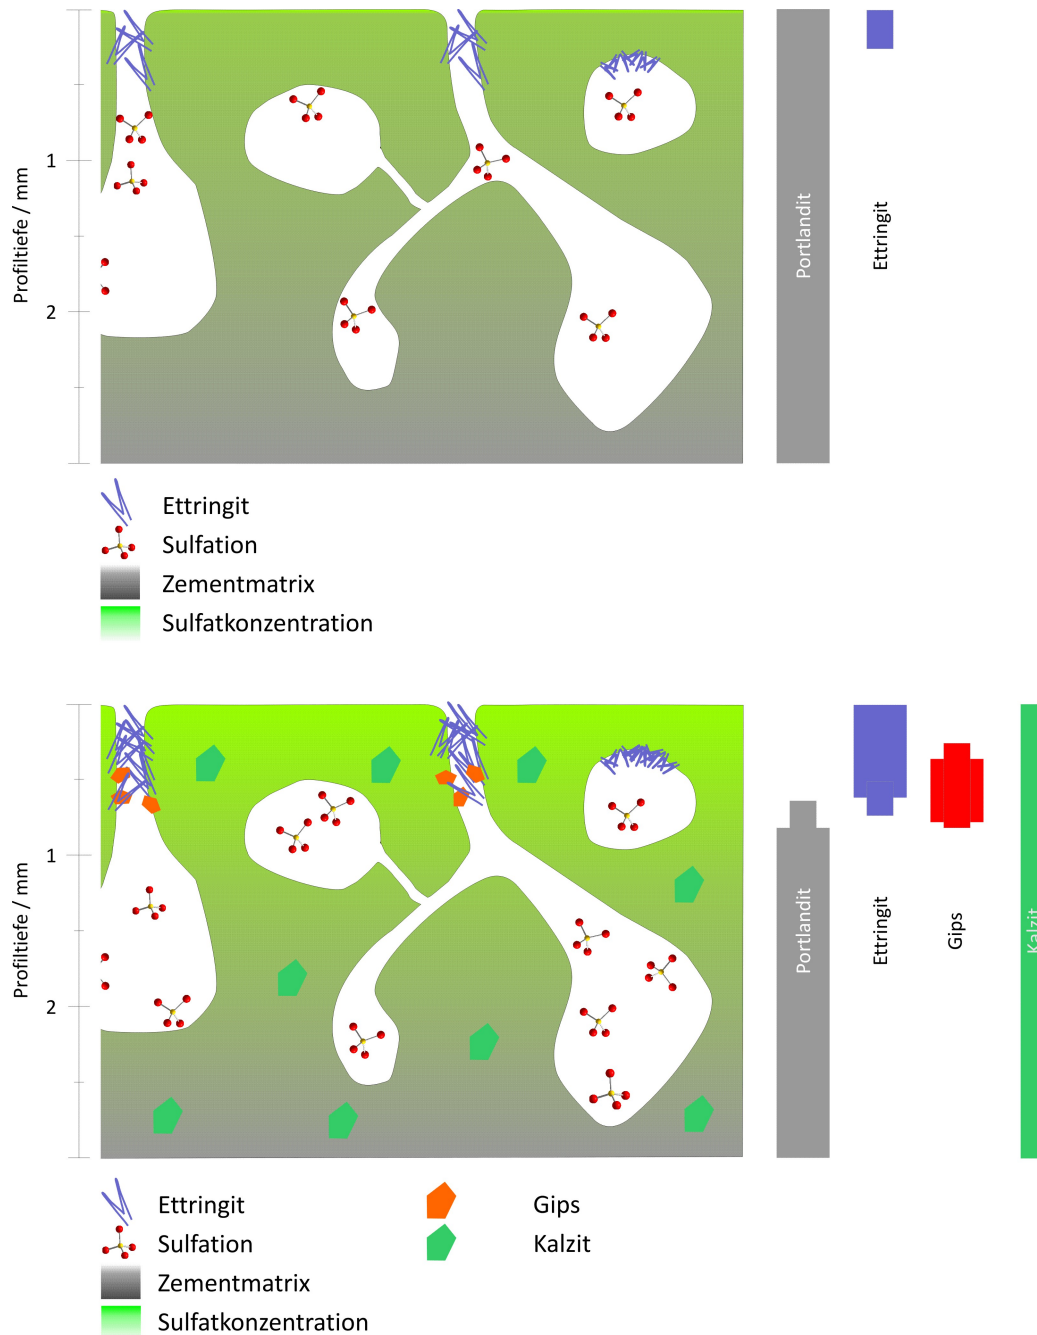 Profiltiefe / mm
1
2
Portlandit
Ettringit
Ettringit
Sulfation
Zementmatrix
Sulfatkonzentration
Profiltiefe / mm
1
2
Portlandit
Ettringit
Gips
Kalzit
Ettringit
Gips
Sulfation
Kalzit
Zementmatrix
Sulfatkonzentration